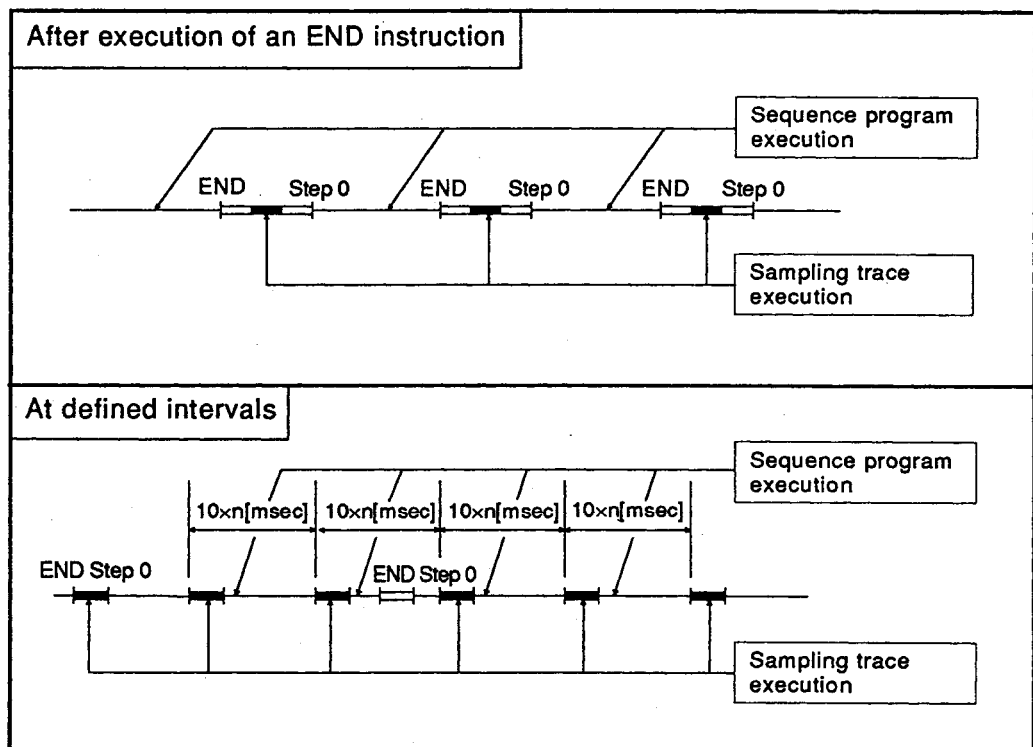 After execution of an END instruction
Sequence program
execution
END Step 0 END Step 0 END Step 0
Sampling trace
execution
At defined intervals
Sequence program
execution
10×n[msec] 10×n[msec] 10×n[msec] 10×n[msec]
END Step 0 END Step 0
Sampling trace
execution